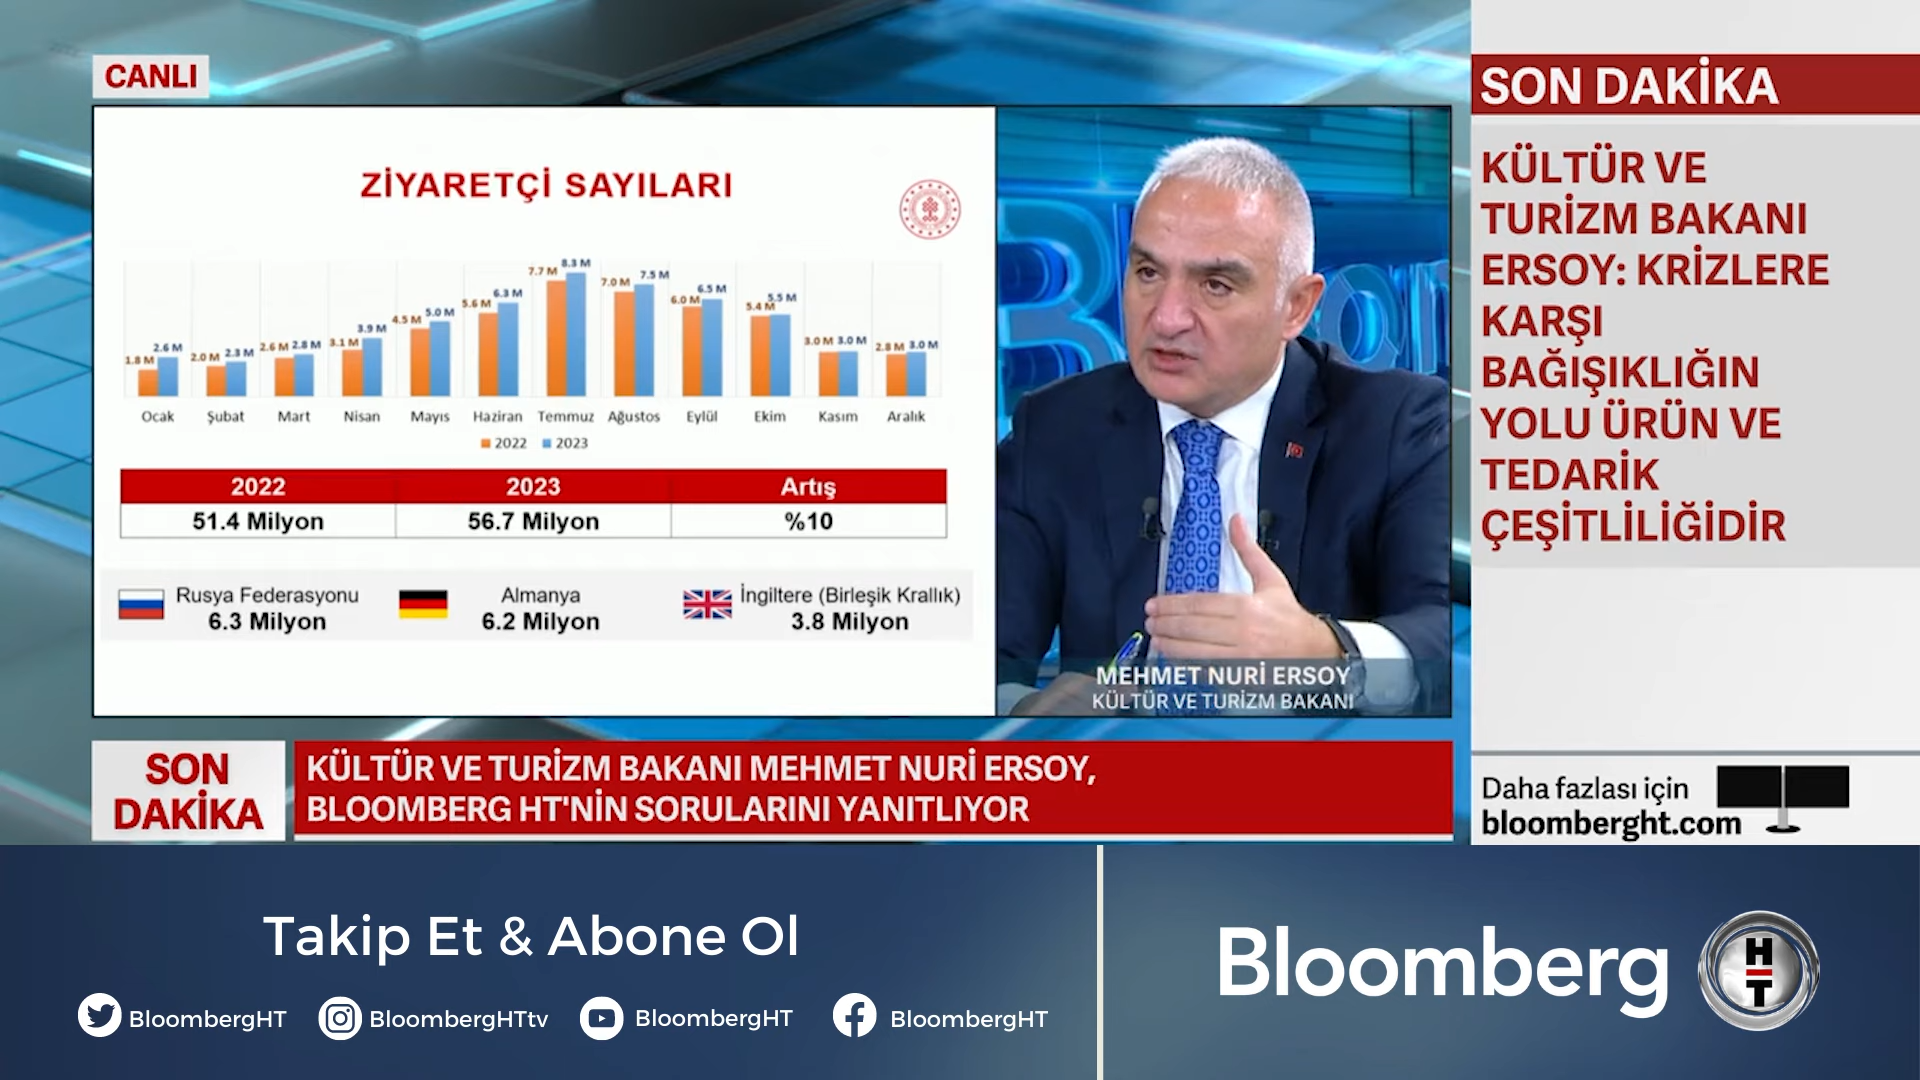 CANLI
ZİYARETÇİ SAYILARI
1.8 M 2.6 M 2.0 M 2.3 M 2.6 M 2.8 M 3.1 M 3.9 M 4.5 M 5.0 M 5.6 M 6.3 M 7.7 M 8.3 M 7.0 M 7.5 M 6.0 M 6.5 M 5.4 M 5.5 M 3.0 M 3.0 M 2.8 M 3.0 M
Ocak Şubat Mart Nisan Mayıs Haziran Temmuz Ağustos Eylül Ekim Kasım Aralık
2022 2023
2022 2023 Artış
51.4 Milyon 56.7 Milyon %10
Rusya Federasyonu Almanya İngiltere (Birleşik Krallık)
6.3 Milyon 6.2 Milyon 3.8 Milyon
MEHMET NURİ ERSOY
KÜLTÜR VE TURİZM BAKANI
SON DAKİKA
KÜLTÜR VE
TURİZM BAKANI
ERSOY: KRİZLERE
KARŞI
BAĞIŞIKLIĞIN
YOLU ÜRÜN VE
TEDARİK
ÇEŞİTLİLİĞİDİR
SON
DAKİKA
KÜLTÜR VE TURİZM BAKANI MEHMET NURİ ERSOY,
BLOOMBERG HT'NİN SORULARINI YANITLIYOR
Daha fazlası için
bloomberght.com
Takip Et & Abone Ol
BloombergHT BloombergHTtv BloombergHT BloombergHT
Bloomberg HT